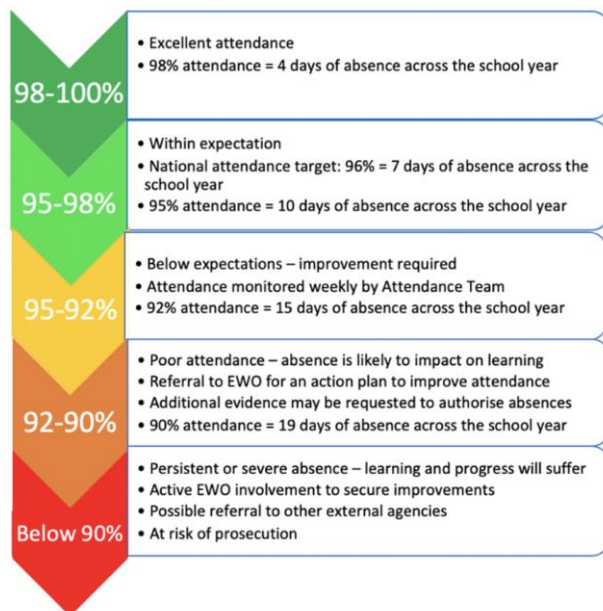 98-100%
• Excellent attendance
• 98% attendance = 4 days of absence across the school year
95-98%
• Within expectation
• National attendance target: 96% = 7 days of absence across the
school year
• 95% attendance = 10 days of absence across the school year
95-92%
• Below expectations – improvement required
• Attendance monitored weekly by Attendance Team
• 92% attendance = 15 days of absence across the school year
92-90%
• Poor attendance – absence is likely to impact on learning
• Referral to EWO for an action plan to improve attendance
• Additional evidence may be requested to authorise absences
• 90% attendance = 19 days of absence across the school year
Below 90%
• Persistent or severe absence – learning and progress will suffer
• Active EWO involvement to secure improvements
• Possible referral to other external agencies
• At risk of prosecution